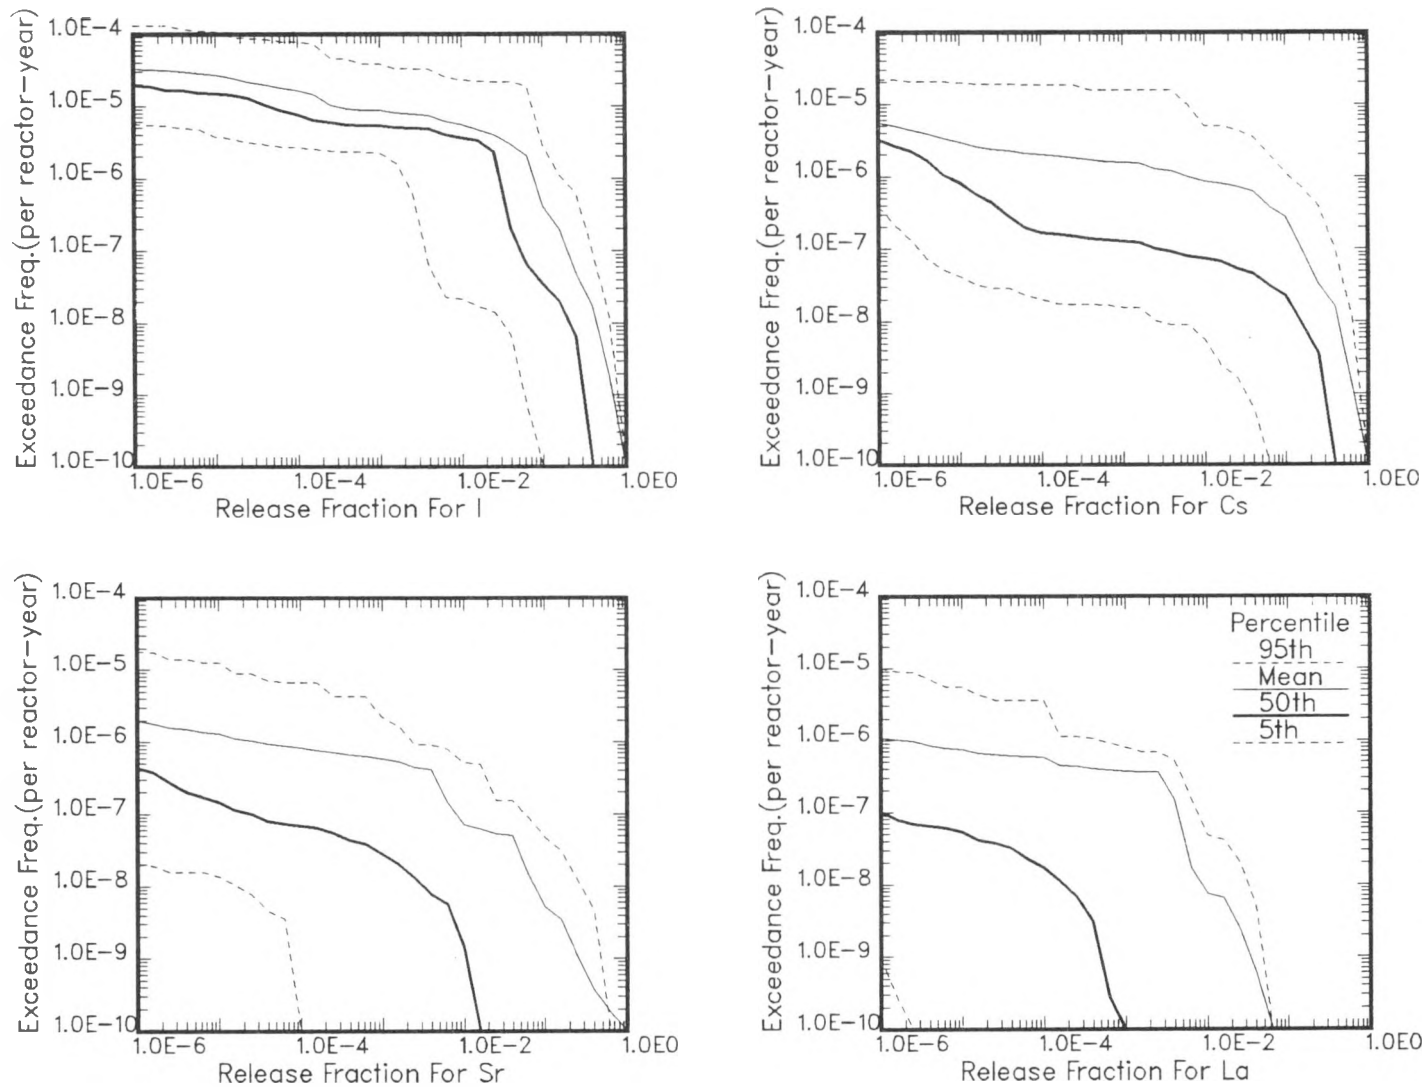 Exceedance Freq.(per reactor-year)
1.0E-4
1.0E-5
1.0E-6
1.0E-7
1.0E-8
1.0E-9
1.0E-10
1.0E-6 1.0E-4 1.0E-2 1.0E0
Release Fraction For I
Exceedance Freq.(per reactor-year)
1.0E-4
1.0E-5
1.0E-6
1.0E-7
1.0E-8
1.0E-9
1.0E-10
1.0E-6 1.0E-4 1.0E-2 1.0E0
Release Fraction For Cs
Exceedance Freq.(per reactor-year)
1.0E-4
1.0E-5
1.0E-6
1.0E-7
1.0E-8
1.0E-9
1.0E-10
1.0E-6 1.0E-4 1.0E-2 1.0E0
Release Fraction For Sr
Exceedance Freq.(per reactor-year)
1.0E-4
1.0E-5
1.0E-6
1.0E-7
1.0E-8
1.0E-9
1.0E-10
1.0E-6 1.0E-4 1.0E-2 1.0E0
Release Fraction For La
Percentile
95th
Mean
50th
5th